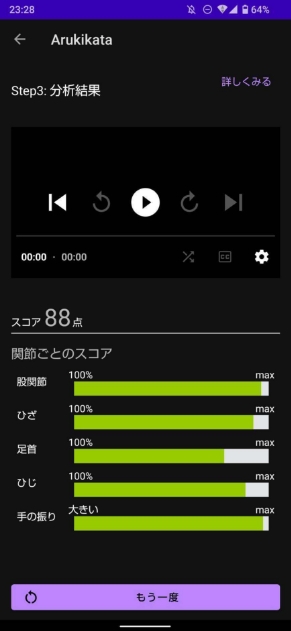 23:28 64%
Arukikata
詳しくみる
Step3: 分析結果
00:00 · 00:00 CC
スコア 88点
関節ごとのスコア
100% max
股関節
100% max
ひざ
100% max
足首
100% max
ひじ
大きい max
手の振り
もう一度